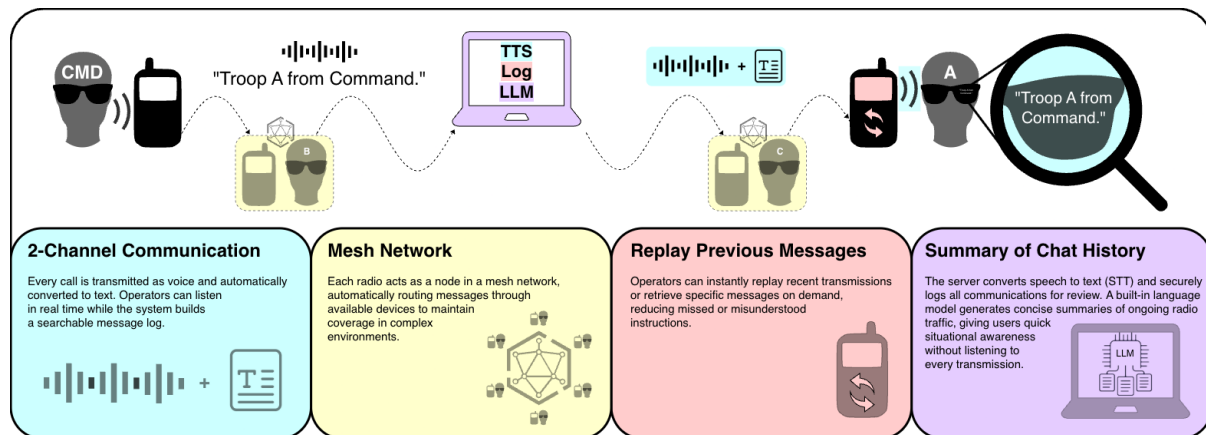 CMD
"Troop A from Command."
TTS
Log
LLM
+
A
"Troop A from
Command."
B
C
2-Channel Communication
Every call is transmitted as voice and automatically
converted to text. Operators can listen
in real time while the system builds
a searchable message log.
T
+
Mesh Network
Each radio acts as a node in a mesh network,
automatically routing messages through
available devices to maintain
coverage in complex
environments.
Replay Previous Messages
Operators can instantly replay recent transmissions
or retrieve specific messages on demand,
reducing missed or misunderstood
instructions.
Summary of Chat History
The server converts speech to text (STT) and securely
logs all communications for review. A built-in language
model generates concise summaries of ongoing radio
traffic, giving users quick
situational awareness
without listening to
every transmission.
LLM